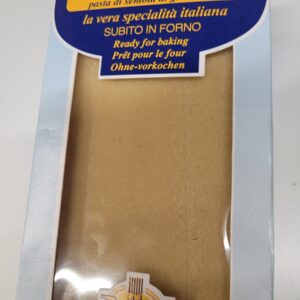 pasta di semola di
la vera specialità italiana
SUBITO IN FORNO
Ready for baking
Prêt pour le four
Ohne-vorkochen